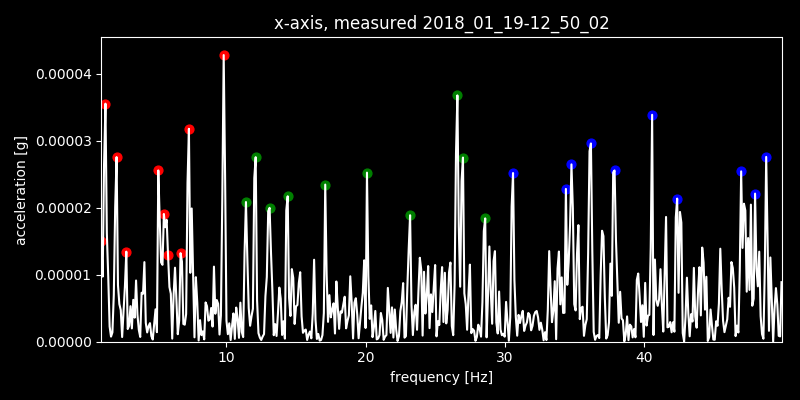 x-axis, measured 2018_01_19-12_50_02
0.00004
0.00003
0.00002
0.00001
0.00000
acceleration [g]
10 20 30 40
frequency [Hz]